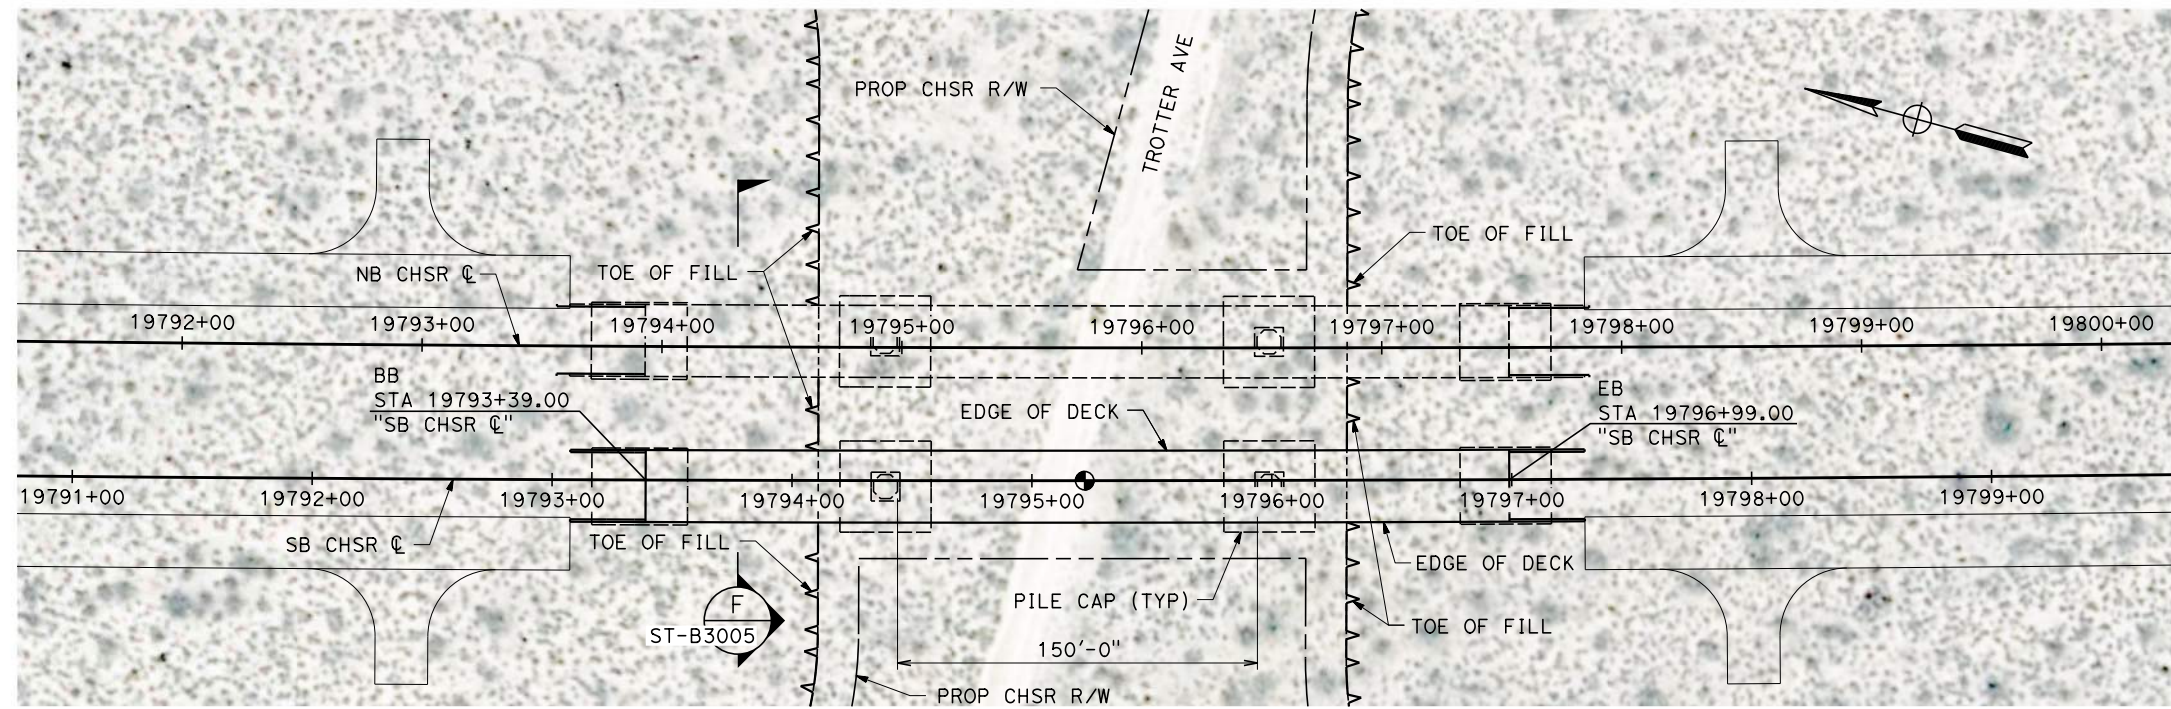 PROP CHSR R/W
TROTTER AVE
TOE OF FILL
NB CHSR ℄
TOE OF FILL
19792+00
19793+00
19794+00
19795+00
19796+00
19797+00
19798+00
19799+00
19800+00
BB
STA 19793+39.00
"SB CHSR ℄"
EDGE OF DECK
EB
STA 19796+99.00
"SB CHSR ℄"
19791+00
19792+00
19793+00
19794+00
19795+00
19796+00
19797+00
19798+00
19799+00
SB CHSR ℄
TOE OF FILL
EDGE OF DECK
F
ST-B3005
PILE CAP (TYP)
TOE OF FILL
150'-0"
PROP CHSR R/W